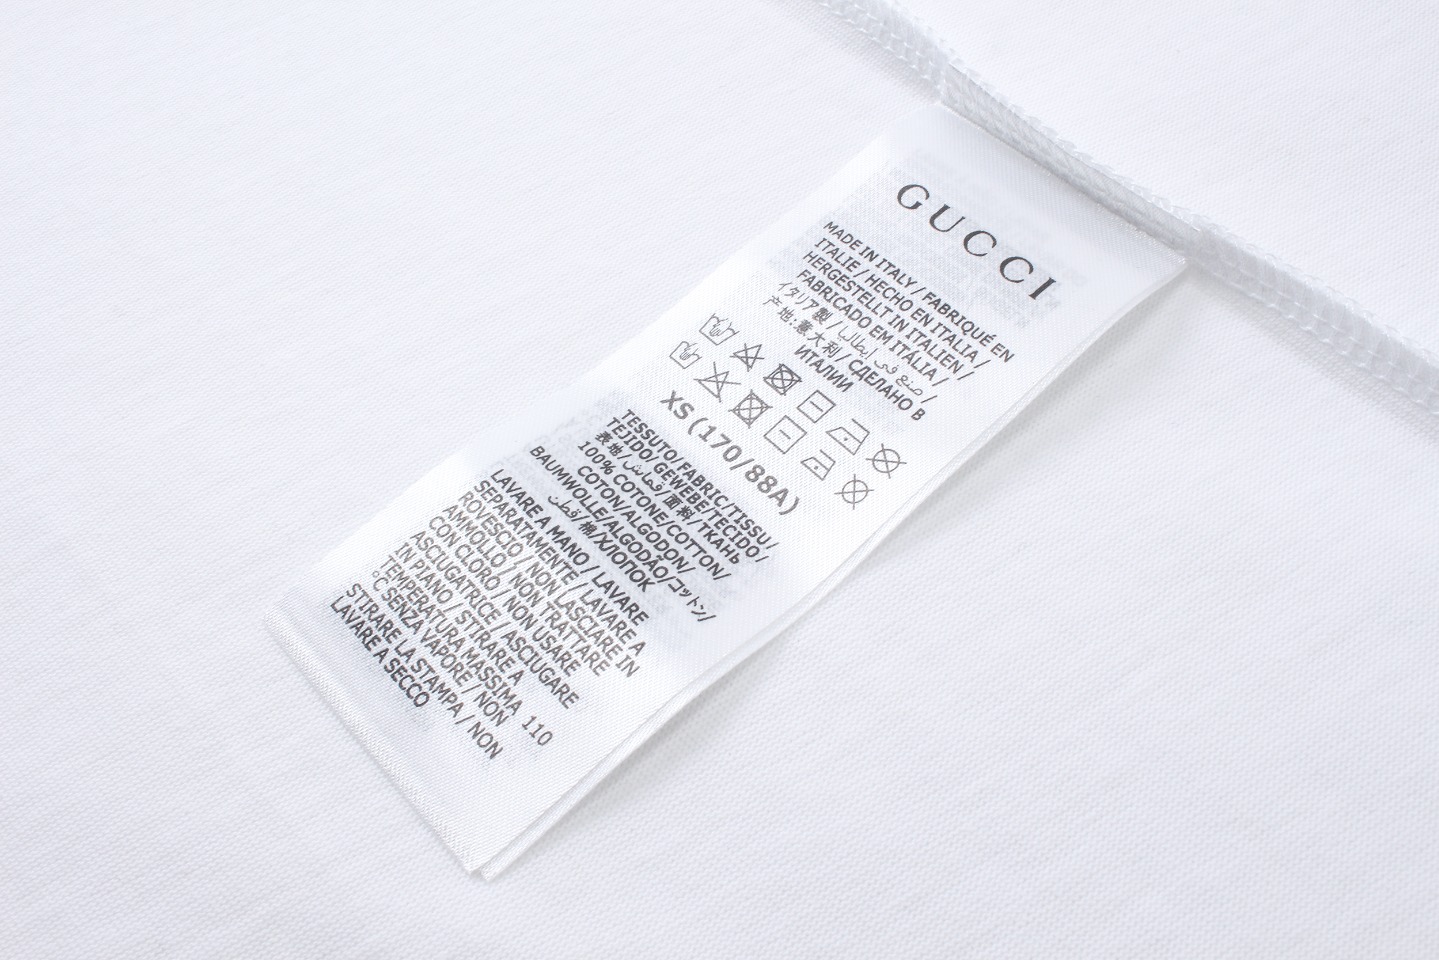 GUCCI
MADE IN ITALY / FABRIQUÉ EN
ITALIE / HECHO EN ITALIA /
HERGESTELLT IN ITALIEN /
FABRICADO EM ITÁLIA /
イタリア製 / صنع في إيطاليا /
产地:意大利 / СДЕЛАНО В
ИТАЛИИ
XS (170/88A)
TESSUTO/FABRIC/TISSU/
TEJIDO/GEWEBE/TECIDO/
表地/قماش/面料/ТКАНЬ
100% COTONE/COTTON/
COTON/ALGODON/
BAUMWOLLE/ALGODÃO/コットン/
قطن/棉/ХЛОПОК
LAVARE A MANO / LAVARE
SEPARATAMENTE / LAVARE A
ROVESCIO / NON LASCIARE IN
AMMOLLO / NON TRATTARE
CON CLORO / NON USARE
ASCIUGATRICE / ASCIUGARE
IN PIANO / STIRARE A
TEMPERATURA MASSIMA 110
°C SENZA VAPORE / NON
STIRARE LA STAMPA / NON
LAVARE A SECCO